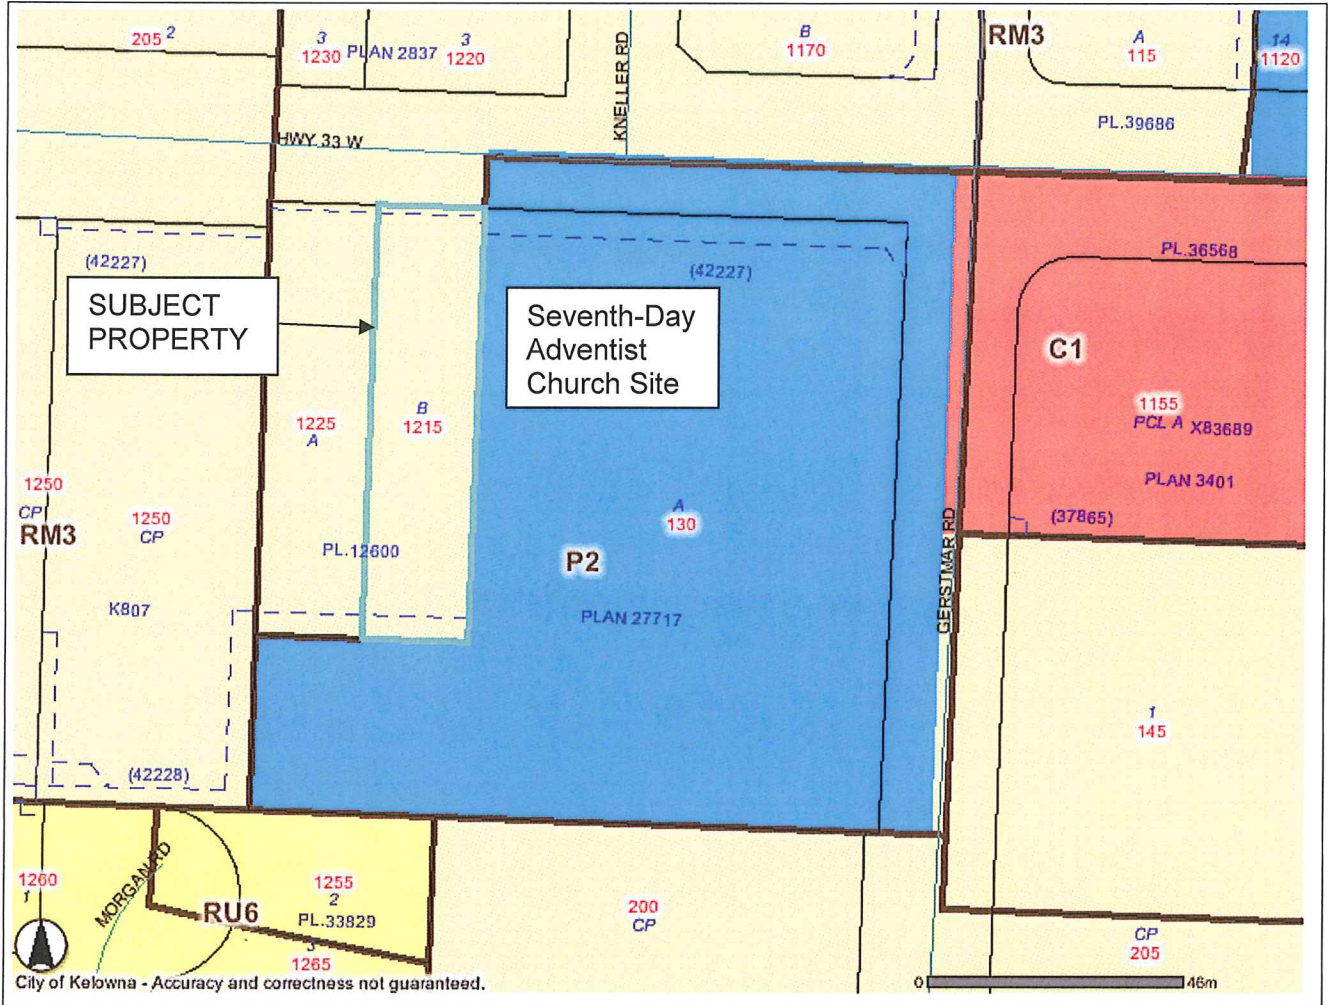 205 2
3
1230
PLAN 2837
3
1220
KNELLER RD
B
1170
RM3
A
115
14
1120
PL.39686
HWY 33 W
(42227)
SUBJECT
PROPERTY
Seventh-Day
Adventist
Church Site
(42227)
PL.36568
C1
1155
PCL A X83689
PLAN 3401
(37865)
1225
A
B
1215
1250
CP
RM3
1250
CP
PL.12600
K807
A
130
P2
PLAN 27717
GERSTMAR RD
1
145
(42228)
1260
1
MORGAN RD
1255
2
PL.33829
RU6
3
1265
200
CP
CP
205
City of Kelowna - Accuracy and correctness not guaranteed.
0 46m